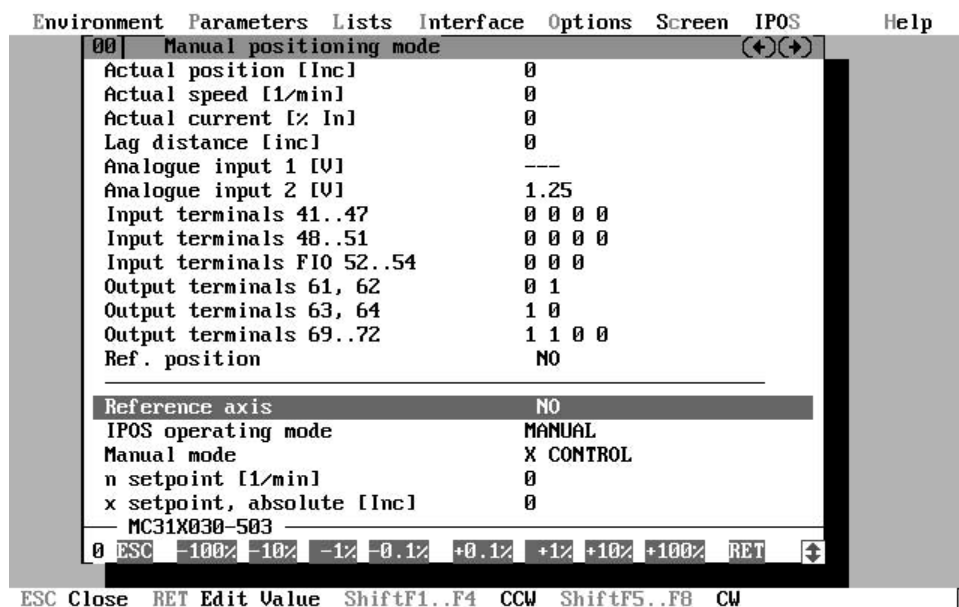 Environment Parameters Lists Interface Options Screen IPOS Help
00 Manual positioning mode (←)(→)
Actual position [Inc] 0
Actual speed [1/min] 0
Actual current [% In] 0
Lag distance [inc] 0
Analogue input 1 [V] ---
Analogue input 2 [V] 1.25
Input terminals 41..47 0 0 0 0
Input terminals 48..51 0 0 0 0
Input terminals FIO 52..54 0 0 0
Output terminals 61, 62 0 1
Output terminals 63, 64 1 0
Output terminals 69..72 1 1 0 0
Ref. position NO
Reference axis NO
IPOS operating mode MANUAL
Manual mode X CONTROL
n setpoint [1/min] 0
x setpoint, absolute [Inc] 0
MC31X030-503
0 ESC -100% -10% -1% -0.1% +0.1% +1% +10% +100% RET
ESC Close RET Edit Value ShiftF1..F4 CCW ShiftF5..F8 CW